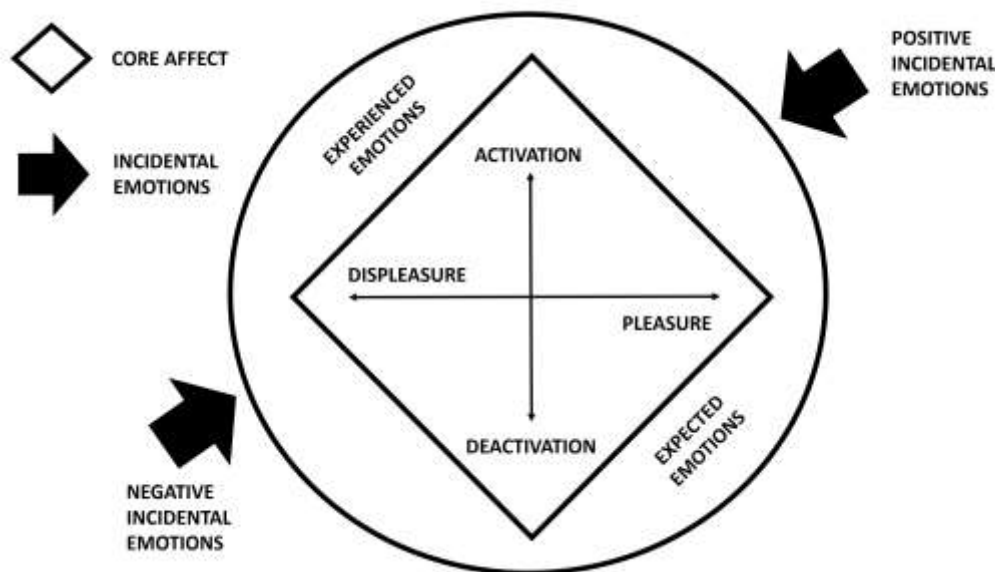 CORE AFFECT
INCIDENTAL
EMOTIONS
EXPERIENCED
EMOTIONS
ACTIVATION
DISPLEASURE
PLEASURE
DEACTIVATION
EXPECTED
EMOTIONS
POSITIVE
INCIDENTAL
EMOTIONS
NEGATIVE
INCIDENTAL
EMOTIONS